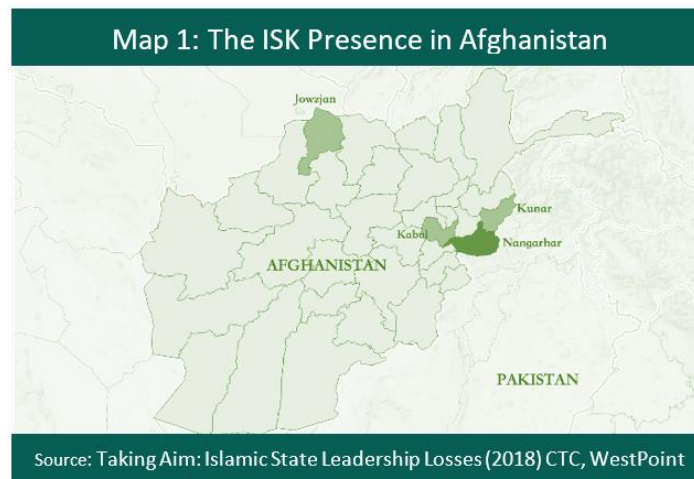 Map 1: The ISK Presence in Afghanistan
Jowzjan
Kunar
Kabul
Nangarhar
AFGHANISTAN
PAKISTAN
Source: Taking Aim: Islamic State Leadership Losses (2018) CTC, WestPoint